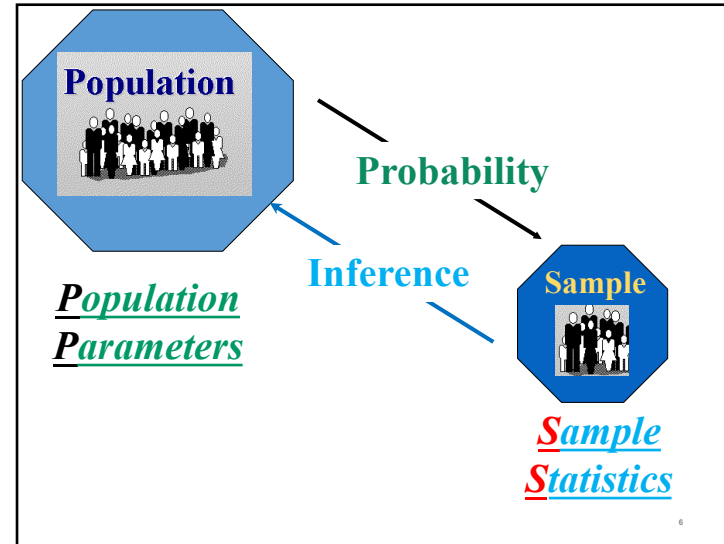 Population
Probability
Inference
Sample
Population
Parameters
Sample
Statistics
6